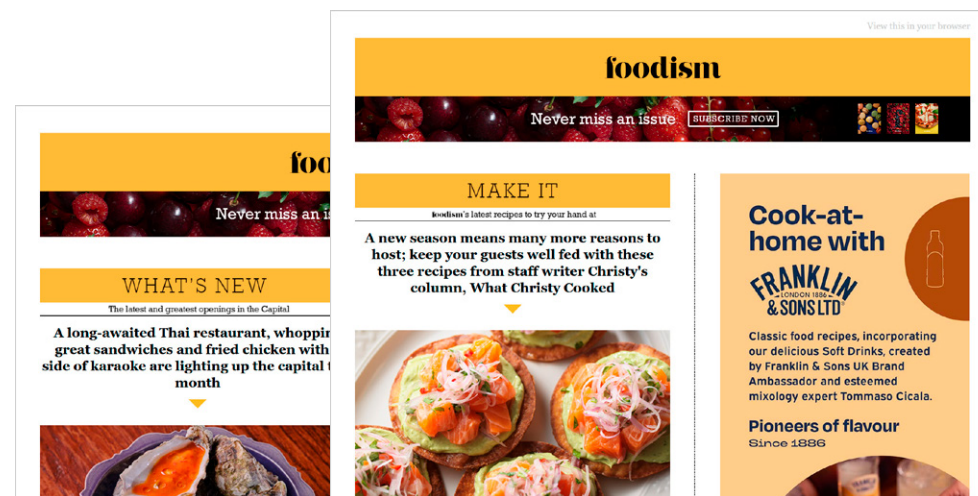 View this in your browser
foodism
Never miss an issue SUBSCRIBE NOW
MAKE IT
foodism's latest recipes to try your hand at
A new season means many more reasons to
host; keep your guests well fed with these
three recipes from staff writer Christy's
column, What Christy Cooked
Cook-at-
home with
FRANKLIN
LONDON 1886
& SONS LTD
Classic food recipes, incorporating
our delicious Soft Drinks, created
by Franklin & Sons UK Brand
Ambassador and esteemed
mixology expert Tommaso Cicala.
Pioneers of flavour
Since 1886
foo
Never miss an is
WHAT'S NEW
The latest and greatest openings in the Capital
A long-awaited Thai restaurant, whoppin
great sandwiches and fried chicken with
side of karaoke are lighting up the capital t
month